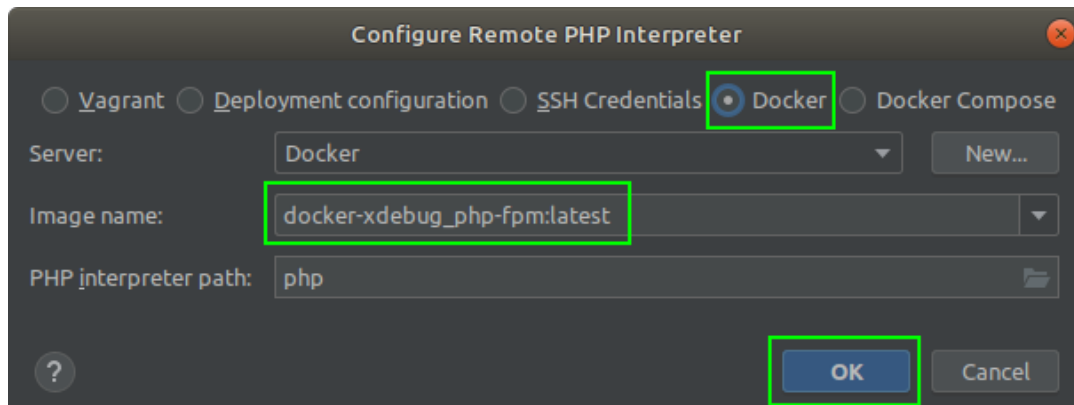 Configure Remote PHP Interpreter
Vagrant Deployment configuration SSH Credentials Docker Docker Compose
Server: Docker New...
Image name: docker-xdebug_php-fpm:latest
PHP interpreter path: php
? OK Cancel